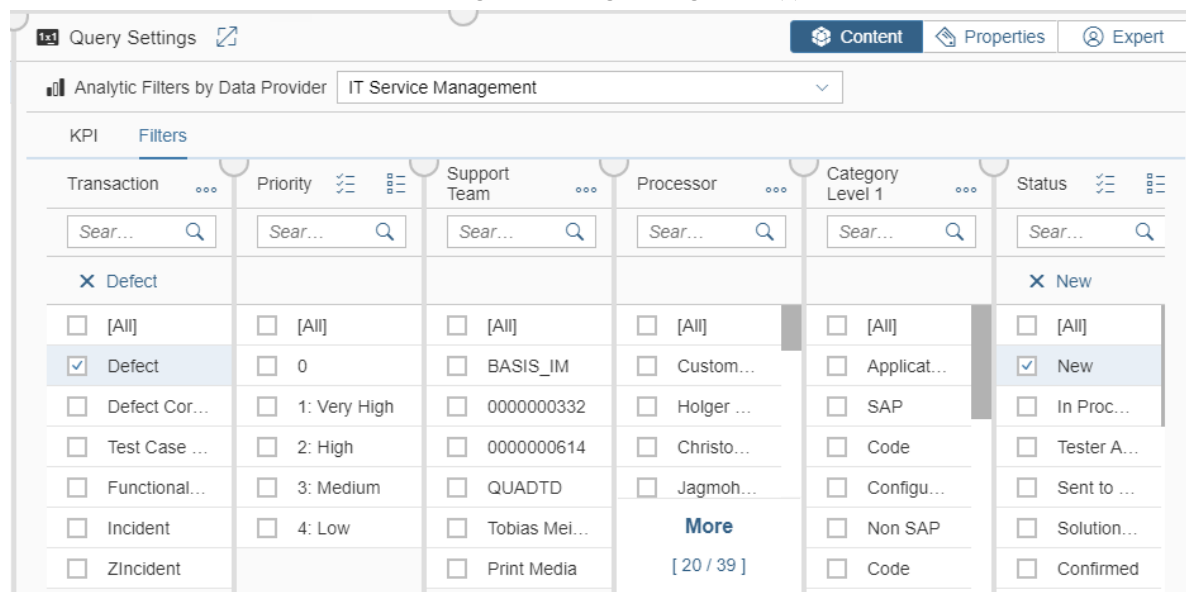 1x1 Query Settings Content Properties Expert
Analytic Filters by Data Provider IT Service Management
KPI Filters
Transaction Priority Support Team Processor Category Level 1 Status
Sear... Sear... Sear... Sear... Sear... Sear...
Defect New
[All] [All] [All] [All] [All] [All]
Defect 0 BASIS_IM Custom... Applicat... New
Defect Cor... 1: Very High 0000000332 Holger ... SAP In Proc...
Test Case ... 2: High 0000000614 Christo... Code Tester A...
Functional... 3: Medium QUADTD Jagmoh... Configu... Sent to ...
Incident 4: Low Tobias Mei... More Non SAP Solution...
ZIncident Print Media [ 20 / 39 ] Code Confirmed